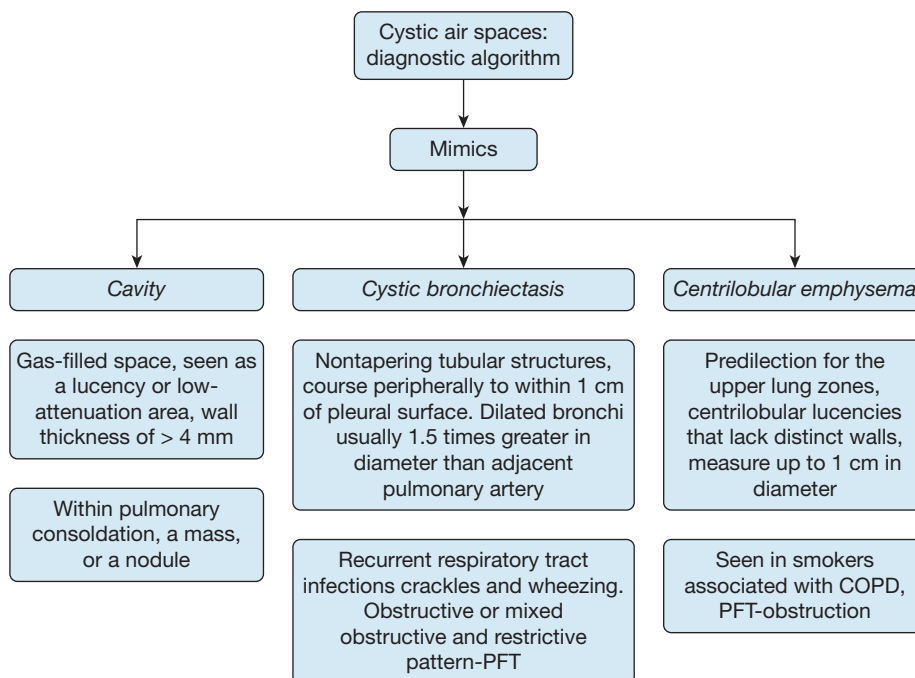 Cystic air spaces:
diagnostic algorithm
Mimics
Cavity
Gas-filled space, seen as
a lucency or low-
attenuation area, wall
thickness of > 4 mm
Within pulmonary
consoldation, a mass,
or a nodule
Cystic bronchiectasis
Nontapering tubular structures,
course peripherally to within 1 cm
of pleural surface. Dilated bronchi
usually 1.5 times greater in
diameter than adjacent
pulmonary artery
Recurrent respiratory tract
infections crackles and wheezing.
Obstructive or mixed
obstructive and restrictive
pattern-PFT
Centrilobular emphysema
Predilection for the
upper lung zones,
centrilobular lucencies
that lack distinct walls,
measure up to 1 cm in
diameter
Seen in smokers
associated with COPD,
PFT-obstruction